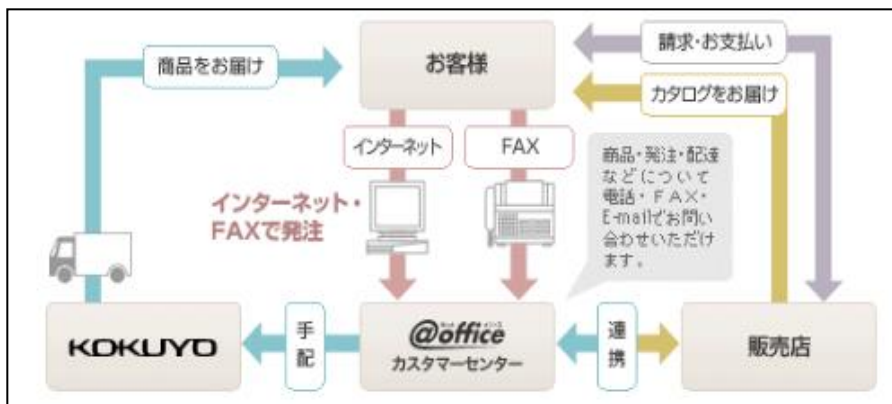 請求・お支払い
商品をお届け
お客様
カタログをお届け
インターネット
FAX
商品・発注・配達
などについて
電話・ＦＡＸ・
E-mailでお問い
合わせいただけ
ます。
インターネット・
FAXで発注
KOKUYO
手配
@office
カスタマーセンター
連携
販売店